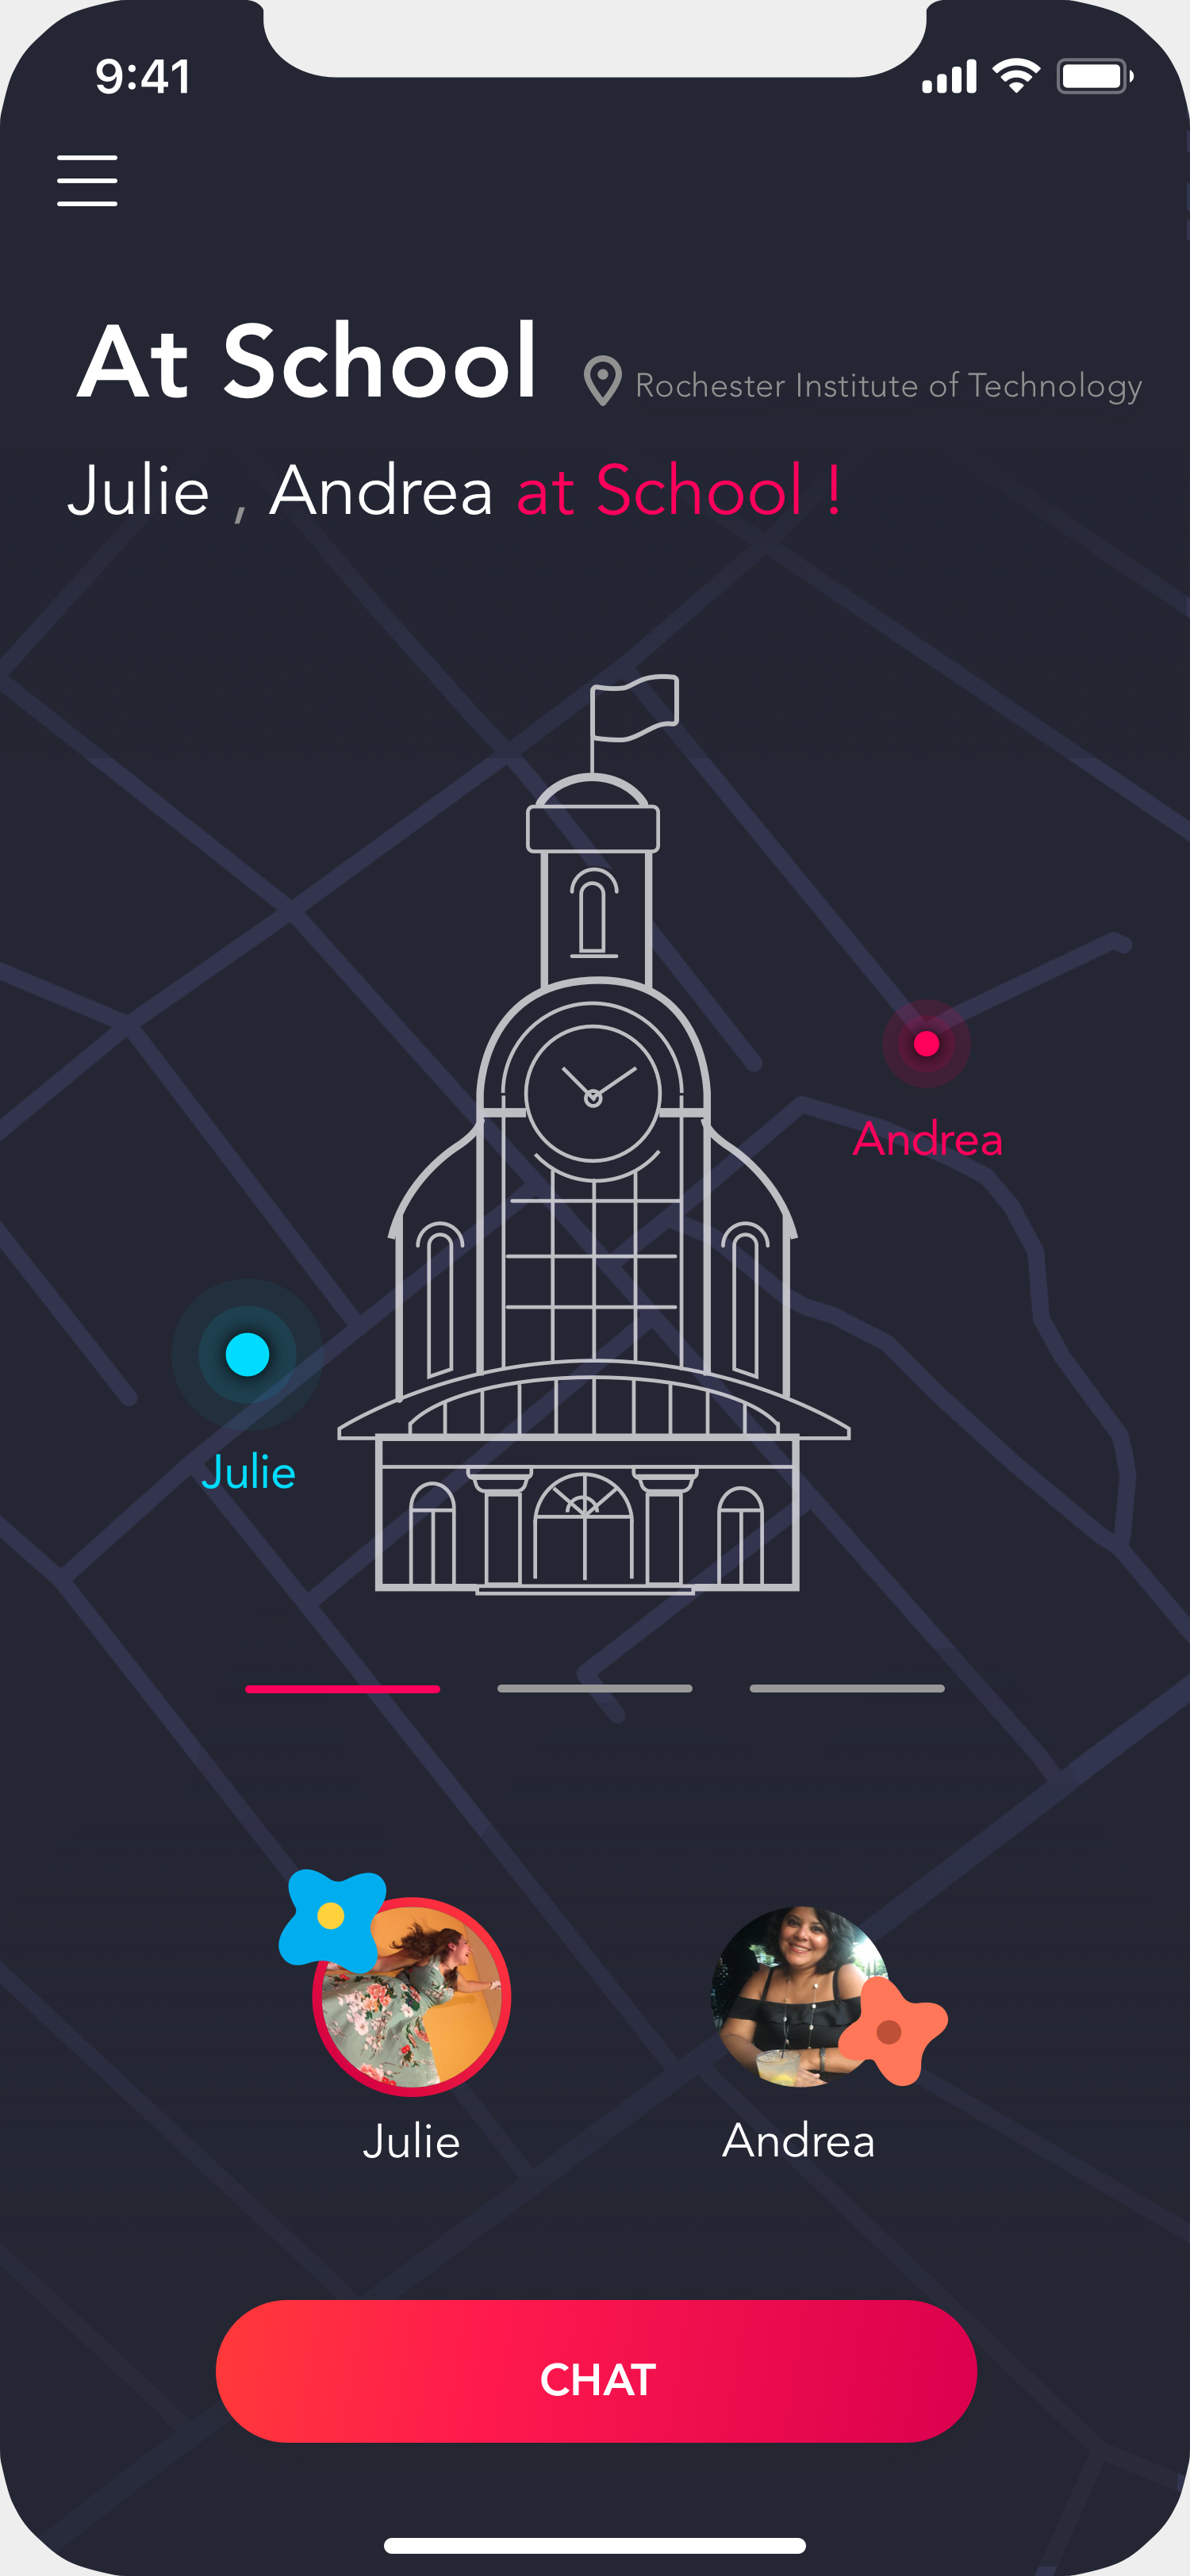 9:41
At School
Rochester Institute of Technology
Julie , Andrea at School !
Andrea
Julie
Julie
Andrea
CHAT